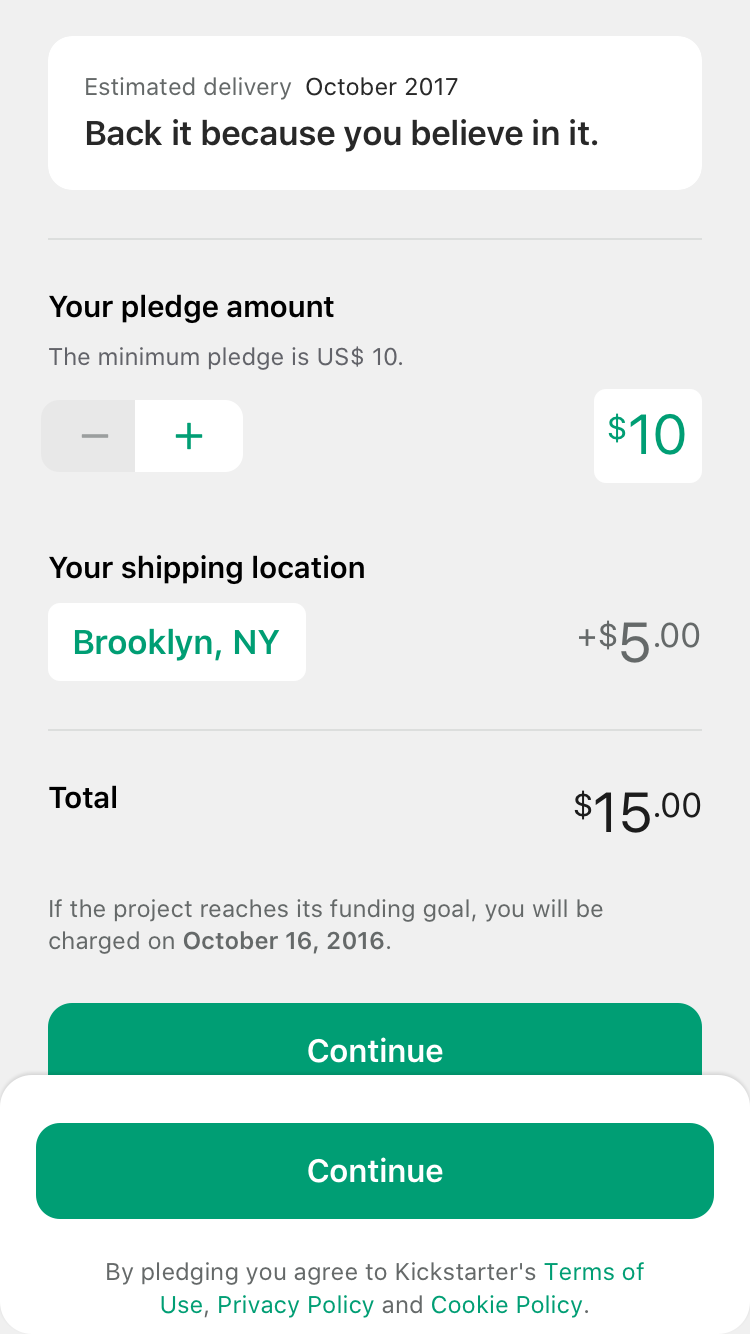 Estimated delivery October 2017
Back it because you believe in it.
Your pledge amount
The minimum pledge is US$ 10.
− + $10
Your shipping location
Brooklyn, NY +$5.00
Total $15.00
If the project reaches its funding goal, you will be
charged on October 16, 2016.
Continue
Continue
By pledging you agree to Kickstarter's Terms of
Use, Privacy Policy and Cookie Policy.